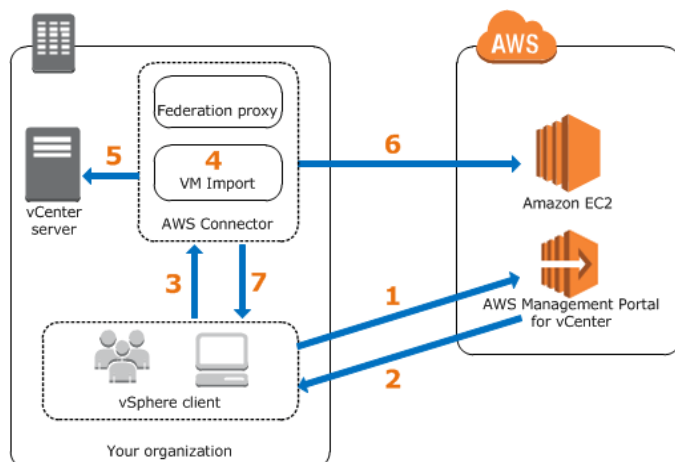 AWS
Federation proxy
5
4
6
VM Import
vCenter
server
AWS Connector
Amazon EC2
3
7
1
AWS Management Portal
for vCenter
2
vSphere client
Your organization